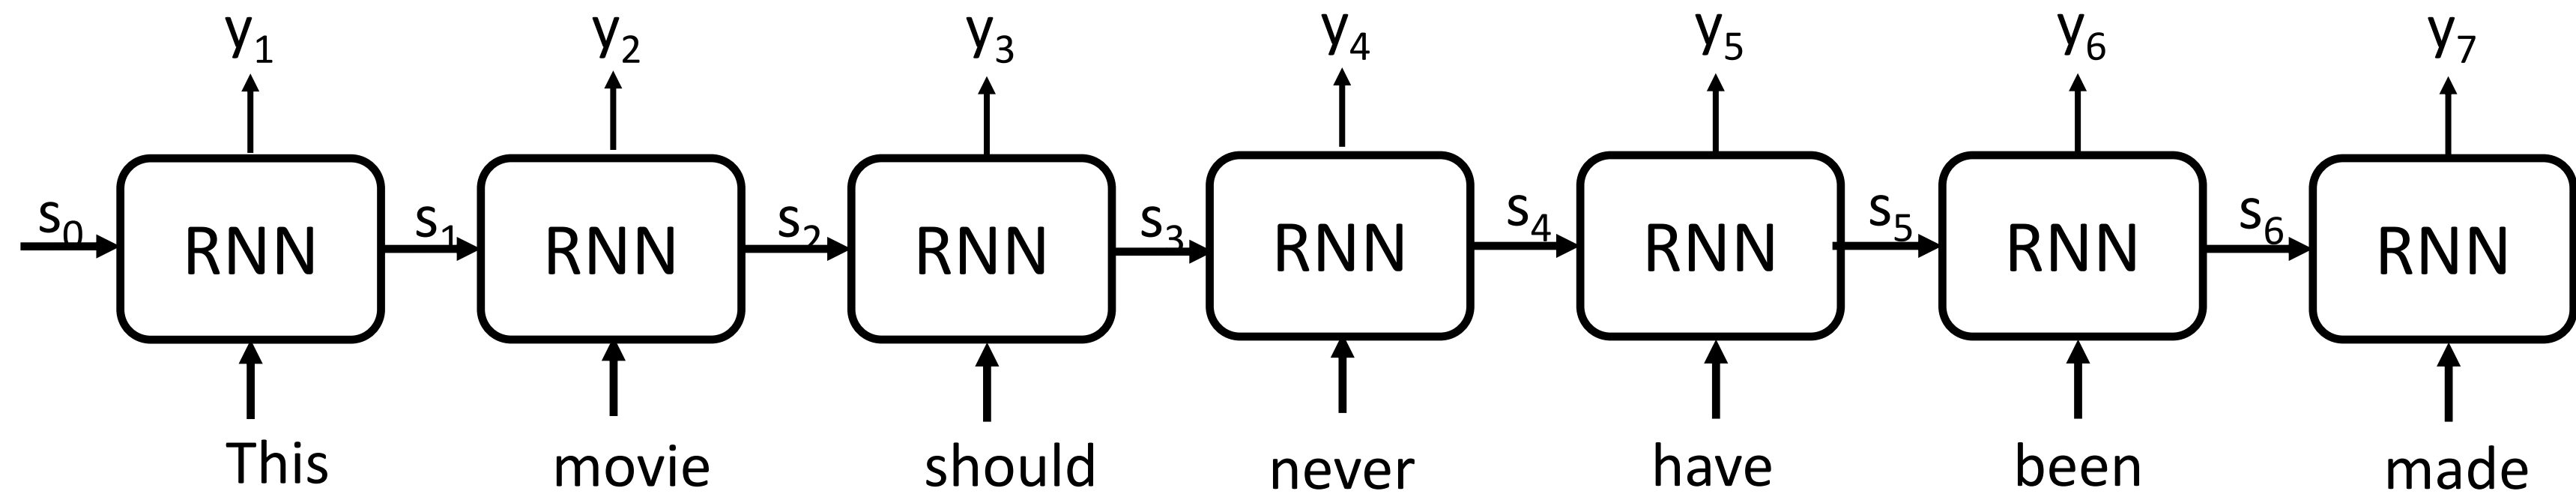 y1 y2 y3 y4 y5 y6 y7
s0 RNN s1 RNN s2 RNN s3 RNN s4 RNN s5 RNN s6 RNN
This movie should never have been made